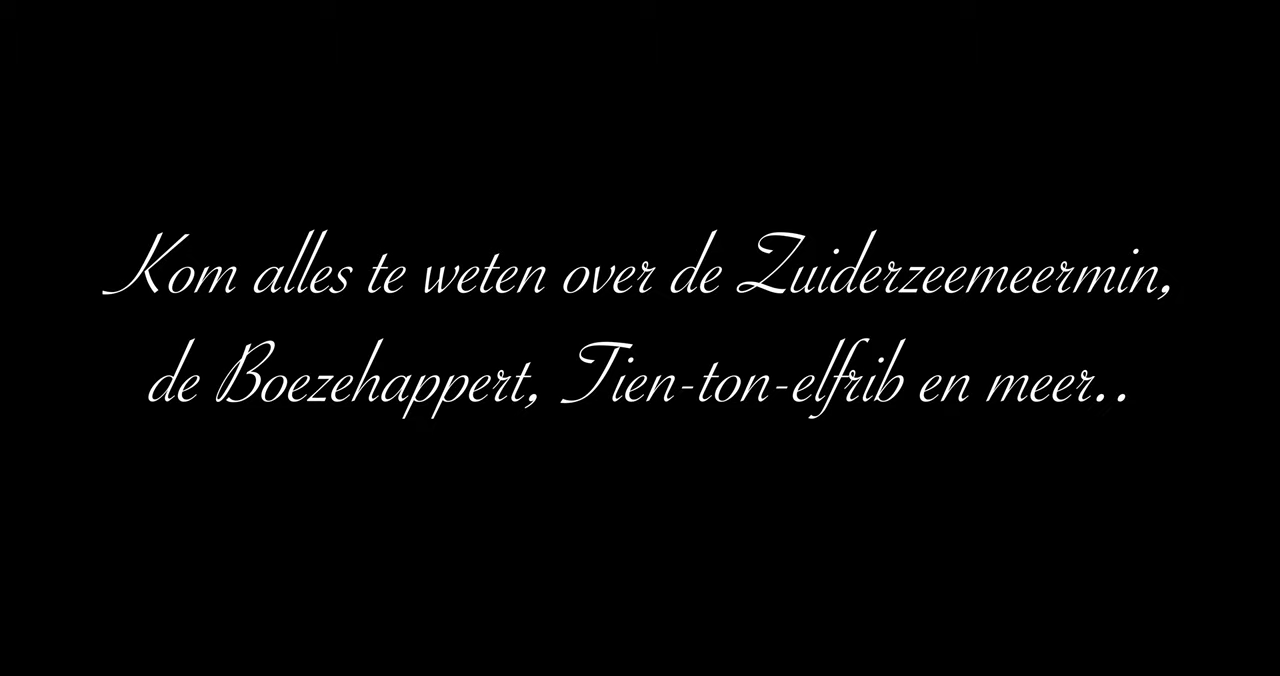 Kom alles te weten over de Zuiderzeemeermin,
de Boezehappert, Tien-ton-elfrib en meer..